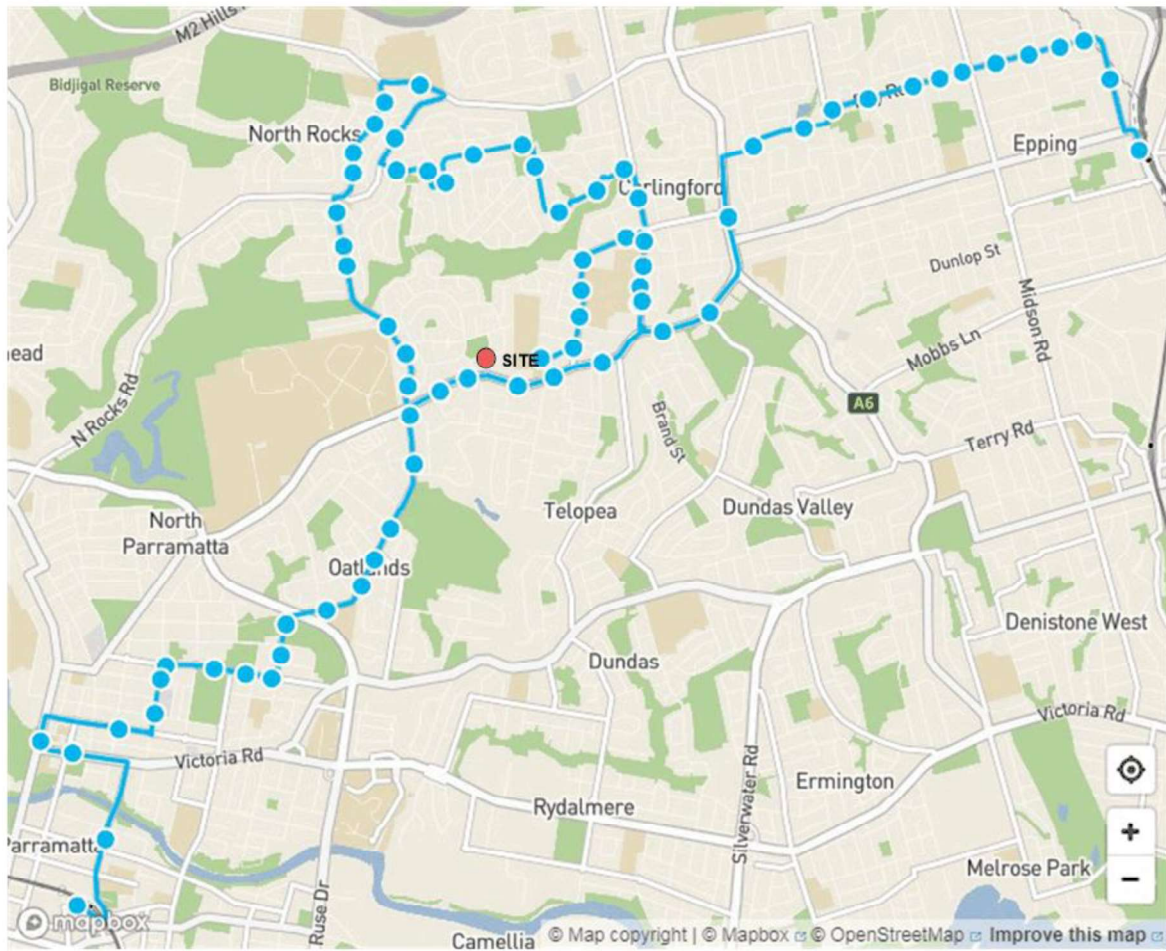 M2 Hills
Bidjigal Reserve
North Rocks
Epping
Carlingford
Dunlop St
Midson Rd
Mobbs Ln
SITE
N Rocks Rd
A6
Brand St
Terry Rd
Telopea
Dundas Valley
North
Parramatta
Oatlands
Denistone West
Dundas
Victoria Rd
Victoria Rd
Silverwater Rd
Ermington
Rydalmere
Parramatta
Melrose Park
Ruse Dr
mapbox
Camellia
© Map copyright | © Mapbox © OpenStreetMap Improve this map